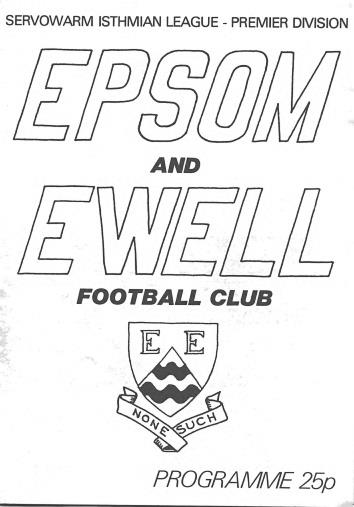 SERVOWARM ISTHMIAN LEAGUE - PREMIER DIVISION
EPSOM
AND
EWELL
FOOTBALL CLUB
E E
NONE SUCH
PROGRAMME 25p